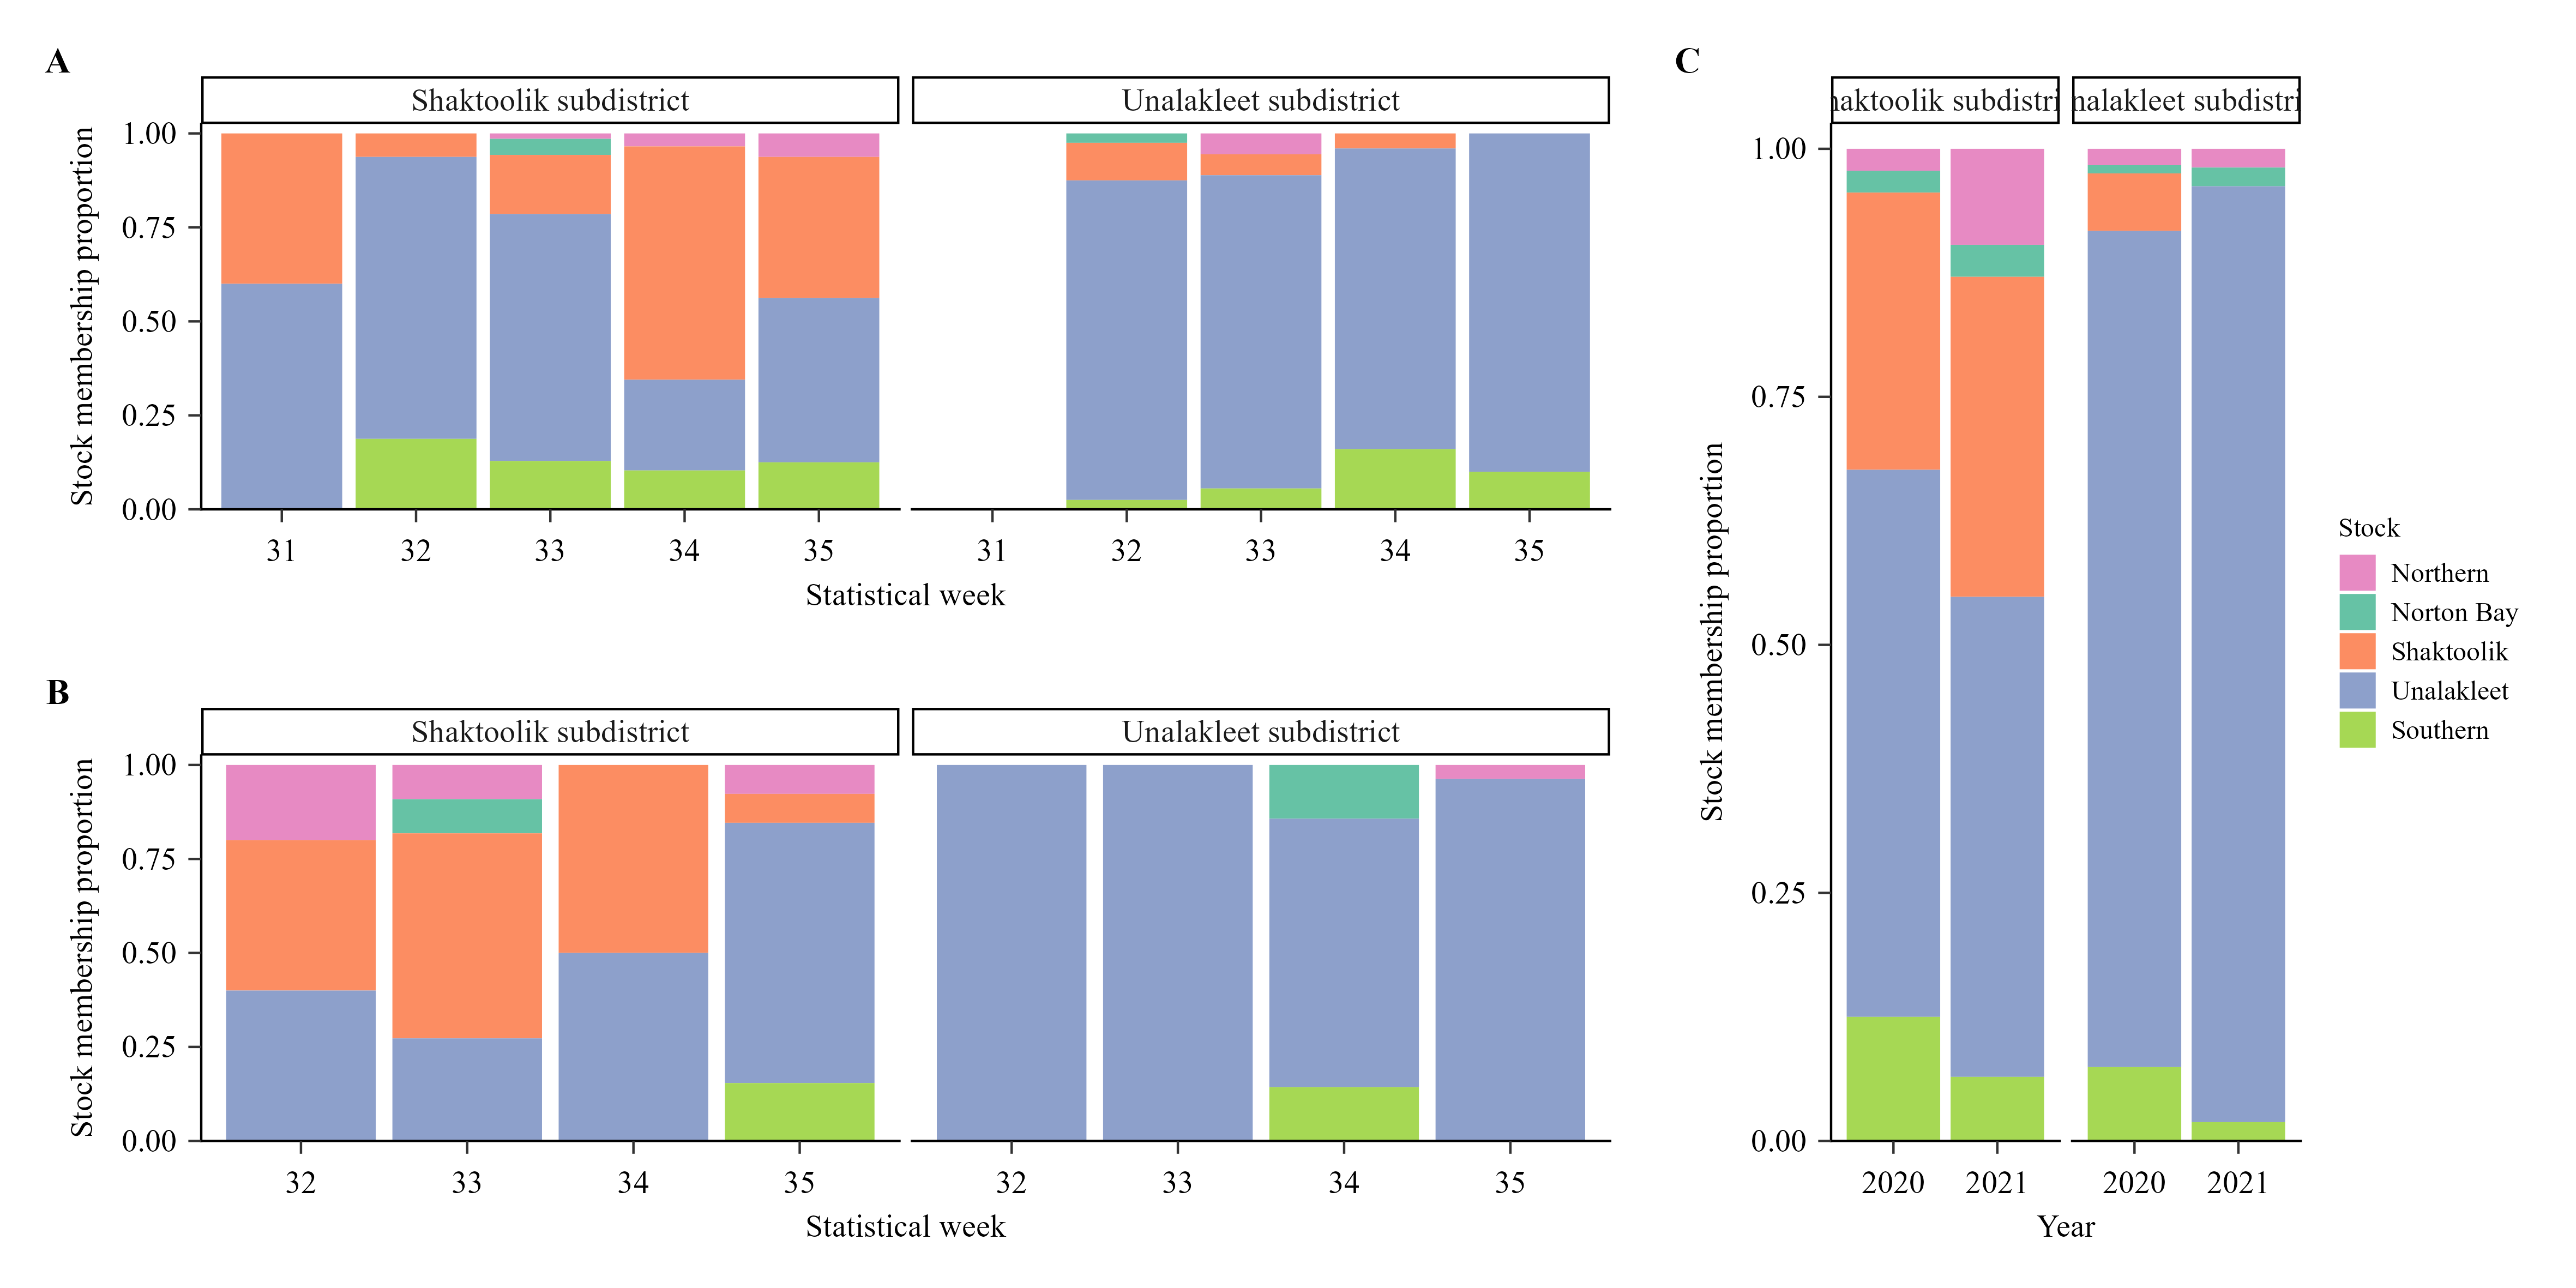 A
Shaktoolik subdistrict
Unalakleet subdistrict
Stock membership proportion
1.00
0.75
0.50
0.25
0.00
31 32 33 34 35
31 32 33 34 35
Statistical week
B
Shaktoolik subdistrict
Unalakleet subdistrict
Stock membership proportion
1.00
0.75
0.50
0.25
0.00
32 33 34 35
32 33 34 35
Statistical week
C
haktoolik subdistri
nalakleet subdistri
Stock membership proportion
1.00
0.75
0.50
0.25
0.00
2020 2021
2020 2021
Year
Stock
Northern
Norton Bay
Shaktoolik
Unalakleet
Southern